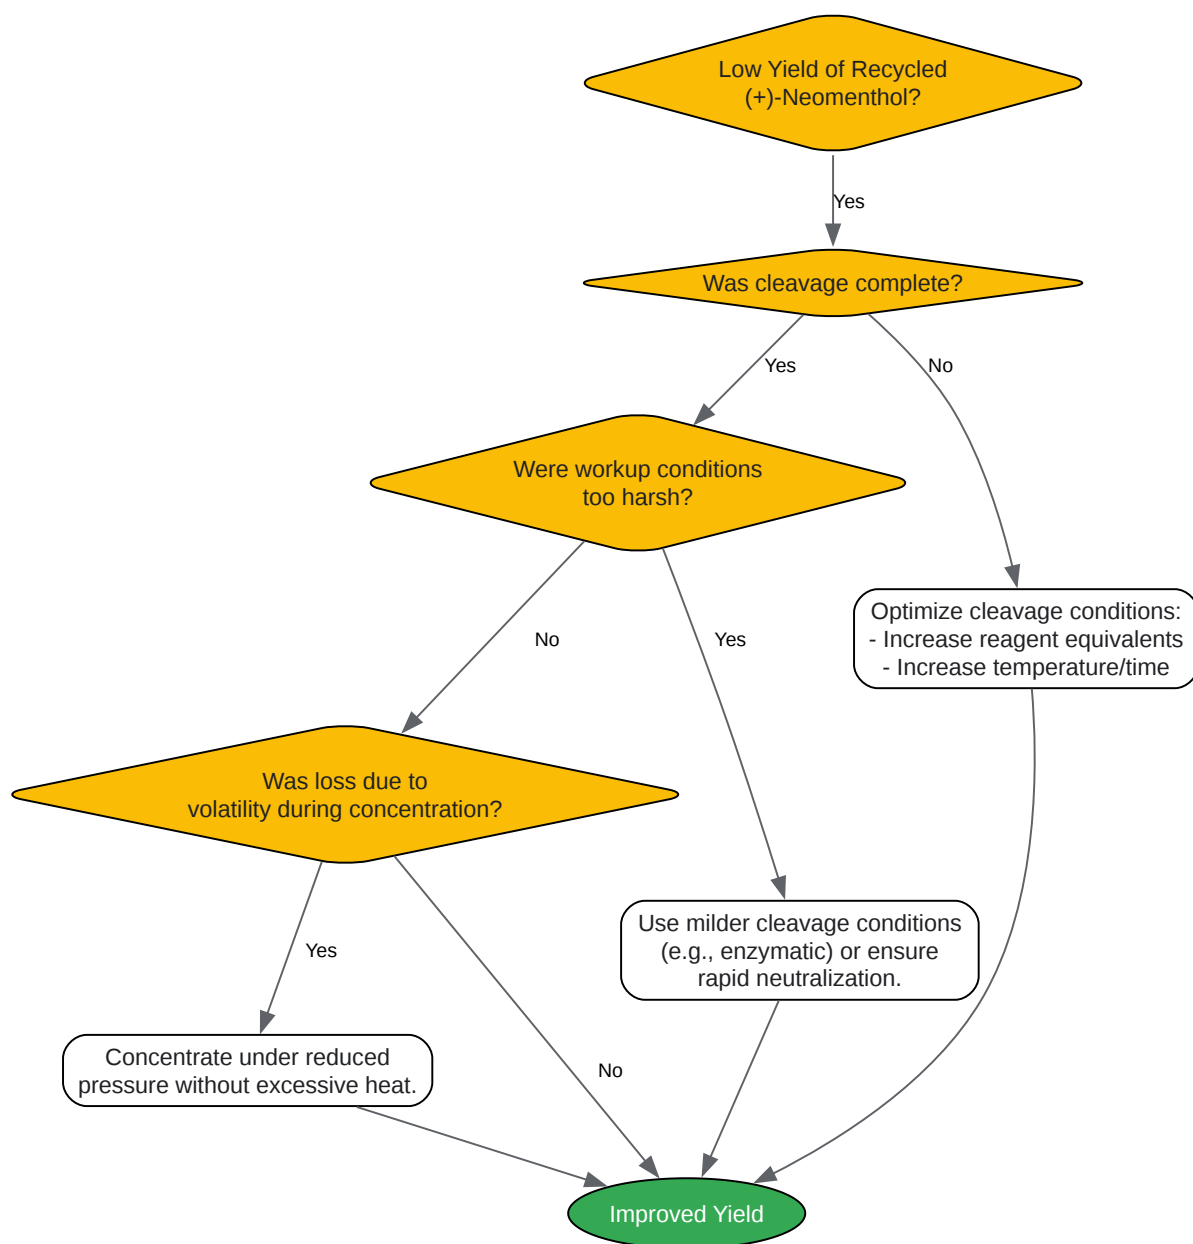 Low Yield of Recycled
(+)-Neomenthol?
Yes
Was cleavage complete?
Yes
No
Were workup conditions
too harsh?
Optimize cleavage conditions:
- Increase reagent equivalents
- Increase temperature/time
No
Yes
Was loss due to
volatility during concentration?
Use milder cleavage conditions
(e.g., enzymatic) or ensure
rapid neutralization.
Yes
Concentrate under reduced
pressure without excessive heat.
No
Improved Yield